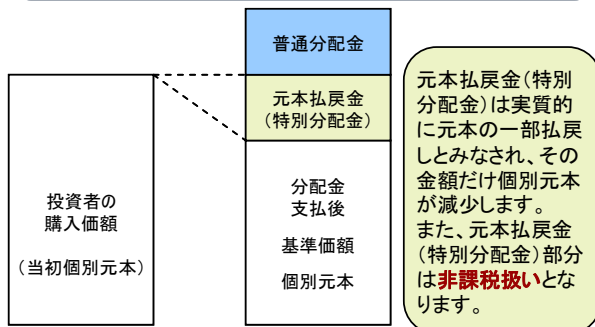 普通分配金
元本払戻金
(特別分配金)
分配金
支払後
基準価額
個別元本
投資者の
購入価額
(当初個別元本)
元本払戻金(特別
分配金)は実質的
に元本の一部払戻
しとみなされ、その
金額だけ個別元本
が減少します。
また、元本払戻金
(特別分配金)部分
は非課税扱いとな
ります。